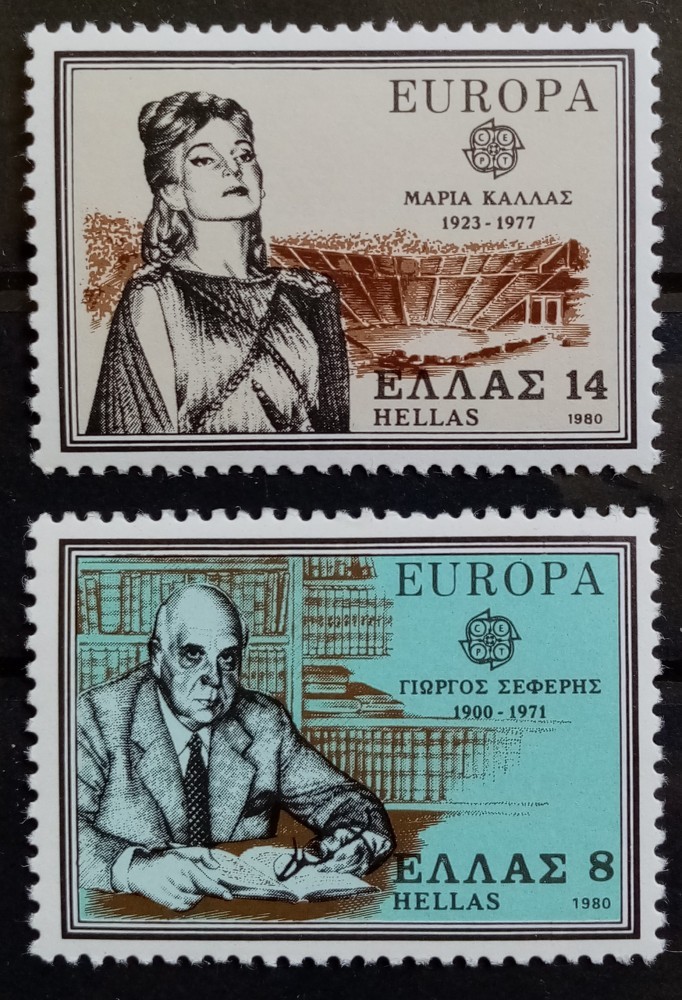 EUROPA
C E
P T
ΜΑΡΙΑ ΚΑΛΛΑΣ
1923 - 1977
ΕΛΛΑΣ 14
HELLAS 1980
EUROPA
C E
P T
ΓΙΩΡΓΟΣ ΣΕΦΕΡΗΣ
1900 - 1971
ΕΛΛΑΣ 8
HELLAS 1980